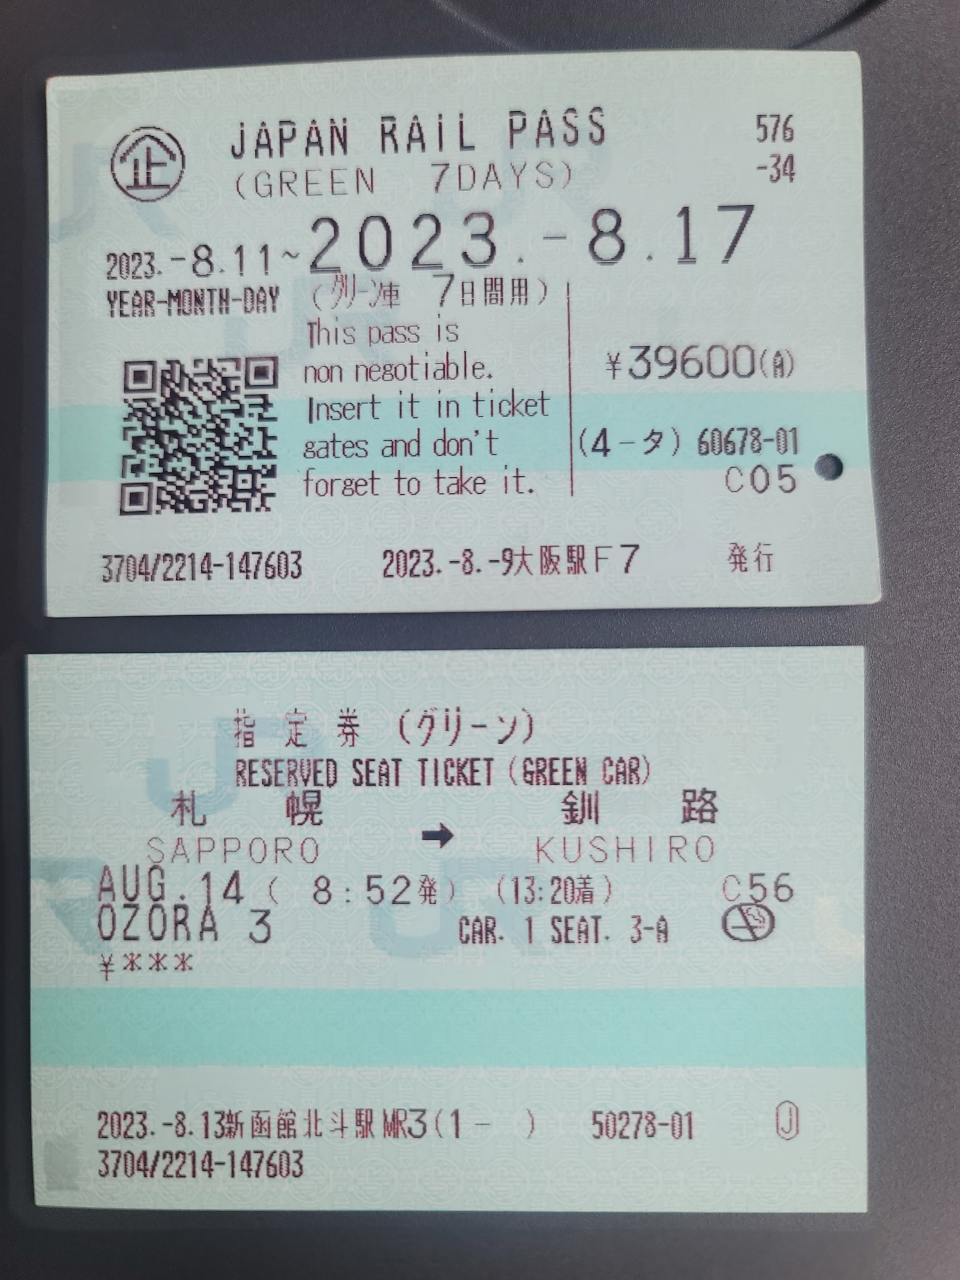 企 JAPAN RAIL PASS 576
(GREEN 7DAYS) -34
2023.-8.11~2023.-8.17
YEAR-MONTH-DAY (グリーン車 7日間用)
This pass is
non negotiable. ¥39600(A)
Insert it in ticket
gates and don't (4-タ) 60678-01
forget to take it. C05
3704/2214-147603 2023.-8.-9大阪駅F7 発行
指定券 (グリーン)
RESERVED SEAT TICKET (GREEN CAR)
札幌 → 釧路
SAPPORO KUSHIRO
AUG.14 ( 8:52発) (13:20着) C56
OZORA 3 CAR. 1 SEAT. 3-A
¥***
2023.-8.13新函館北斗駅MR3(1- ) 50278-01 J
3704/2214-147603